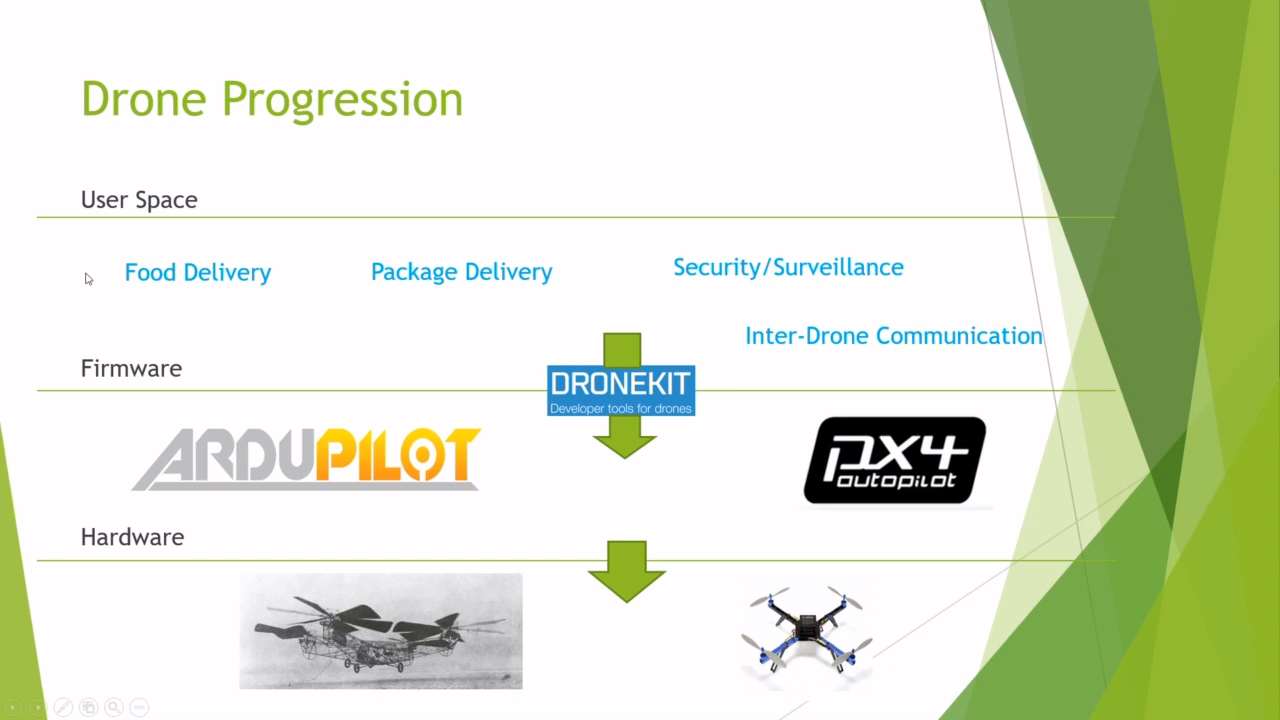 Drone Progression
User Space
Food Delivery
Package Delivery
Security/Surveillance
Inter-Drone Communication
Firmware
DRONEKIT
Developer tools for drones
ARDUPILOT
px4
autopilot
Hardware